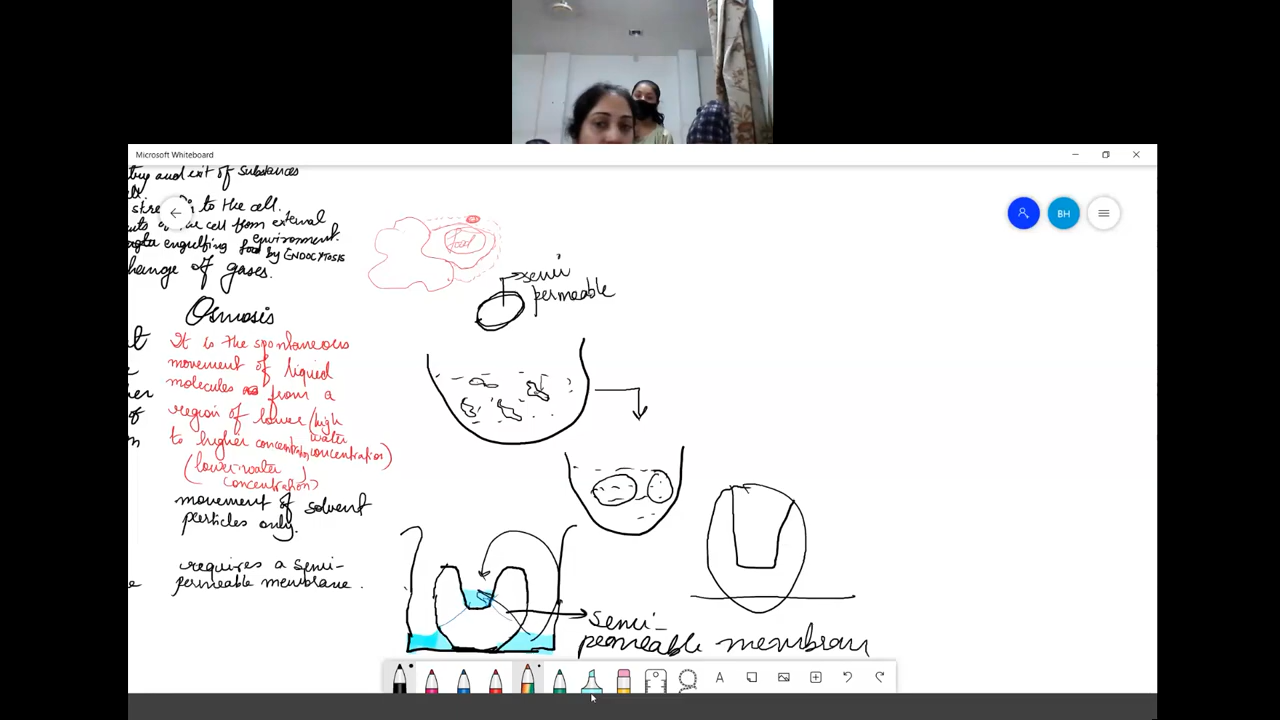 Microsoft Whiteboard
try and exit of substances
to the cell.
cell from external
environment.
engulfing food by ENDOCYTOSIS
hange of gases.
food
semi
permeable
BH
Osmosis
It is the spontaneous
movement of liquid
molecules from a
region of lower (high
water
to higher concentration concentration)
(lower water
concentration)
movement of solvent
particles only.
requires a semi-
permeable membrane.
semi-
permeable membran
A